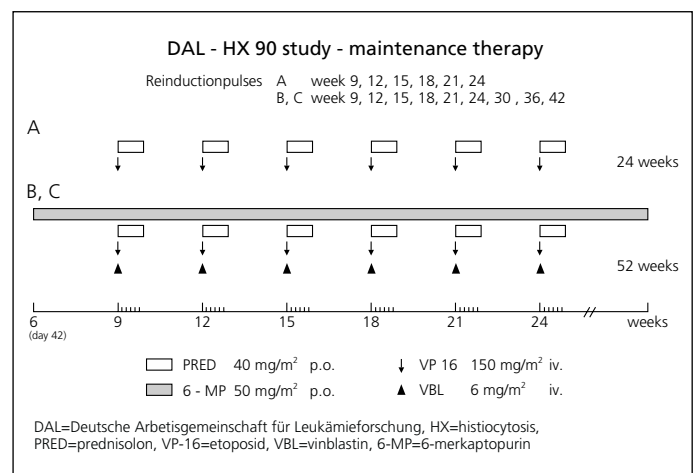 DAL - HX 90 study - maintenance therapy
Reinductionpulses A week 9, 12, 15, 18, 21, 24
B, C week 9, 12, 15, 18, 21, 24, 30 , 36, 42
A
24 weeks
B, C
52 weeks
6 9 12 15 18 21 24 weeks
(day 42)
PRED 40 mg/m² p.o. VP 16 150 mg/m² iv.
6 - MP 50 mg/m² p.o. VBL 6 mg/m² iv.
DAL=Deutsche Arbetisgemeinschaft für Leukämieforschung, HX=histiocytosis,
PRED=prednisolon, VP-16=etoposid, VBL=vinblastin, 6-MP=6-merkaptopurin